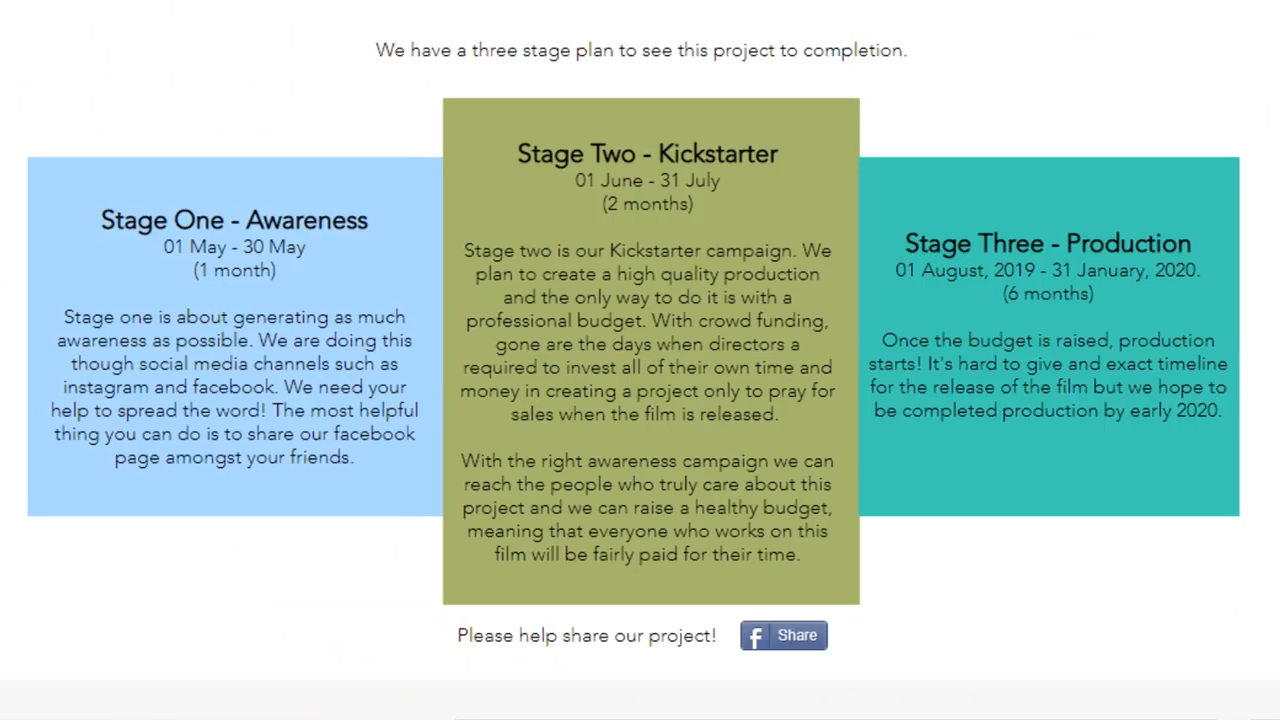 We have a three stage plan to see this project to completion.
Stage One - Awareness
01 May - 30 May
(1 month)
Stage one is about generating as much
awareness as possible. We are doing this
though social media channels such as
instagram and facebook. We need your
help to spread the word! The most helpful
thing you can do is to share our facebook
page amongst your friends.
Stage Two - Kickstarter
01 June - 31 July
(2 months)
Stage two is our Kickstarter campaign. We
plan to create a high quality production
and the only way to do it is with a
professional budget. With crowd funding,
gone are the days when directors a
required to invest all of their own time and
money in creating a project only to pray for
sales when the film is released.
With the right awareness campaign we can
reach the people who truly care about this
project and we can raise a healthy budget,
meaning that everyone who works on this
film will be fairly paid for their time.
Stage Three - Production
01 August, 2019 - 31 January, 2020.
(6 months)
Once the budget is raised, production
starts! It's hard to give and exact timeline
for the release of the film but we hope to
be completed production by early 2020.
Please help share our project!
f Share